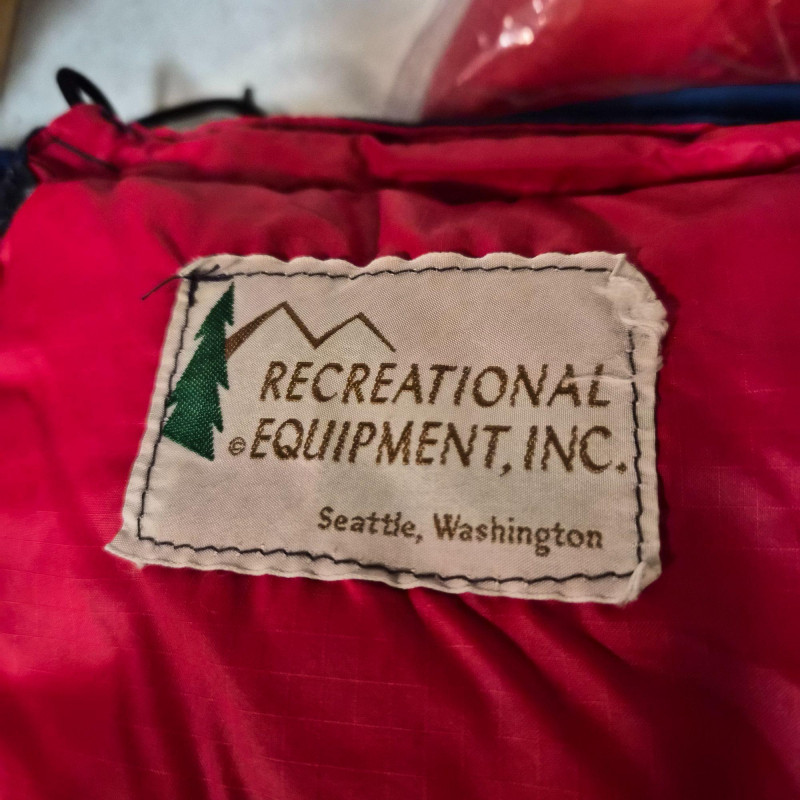 RECREATIONAL
©EQUIPMENT, INC.
Seattle, Washington